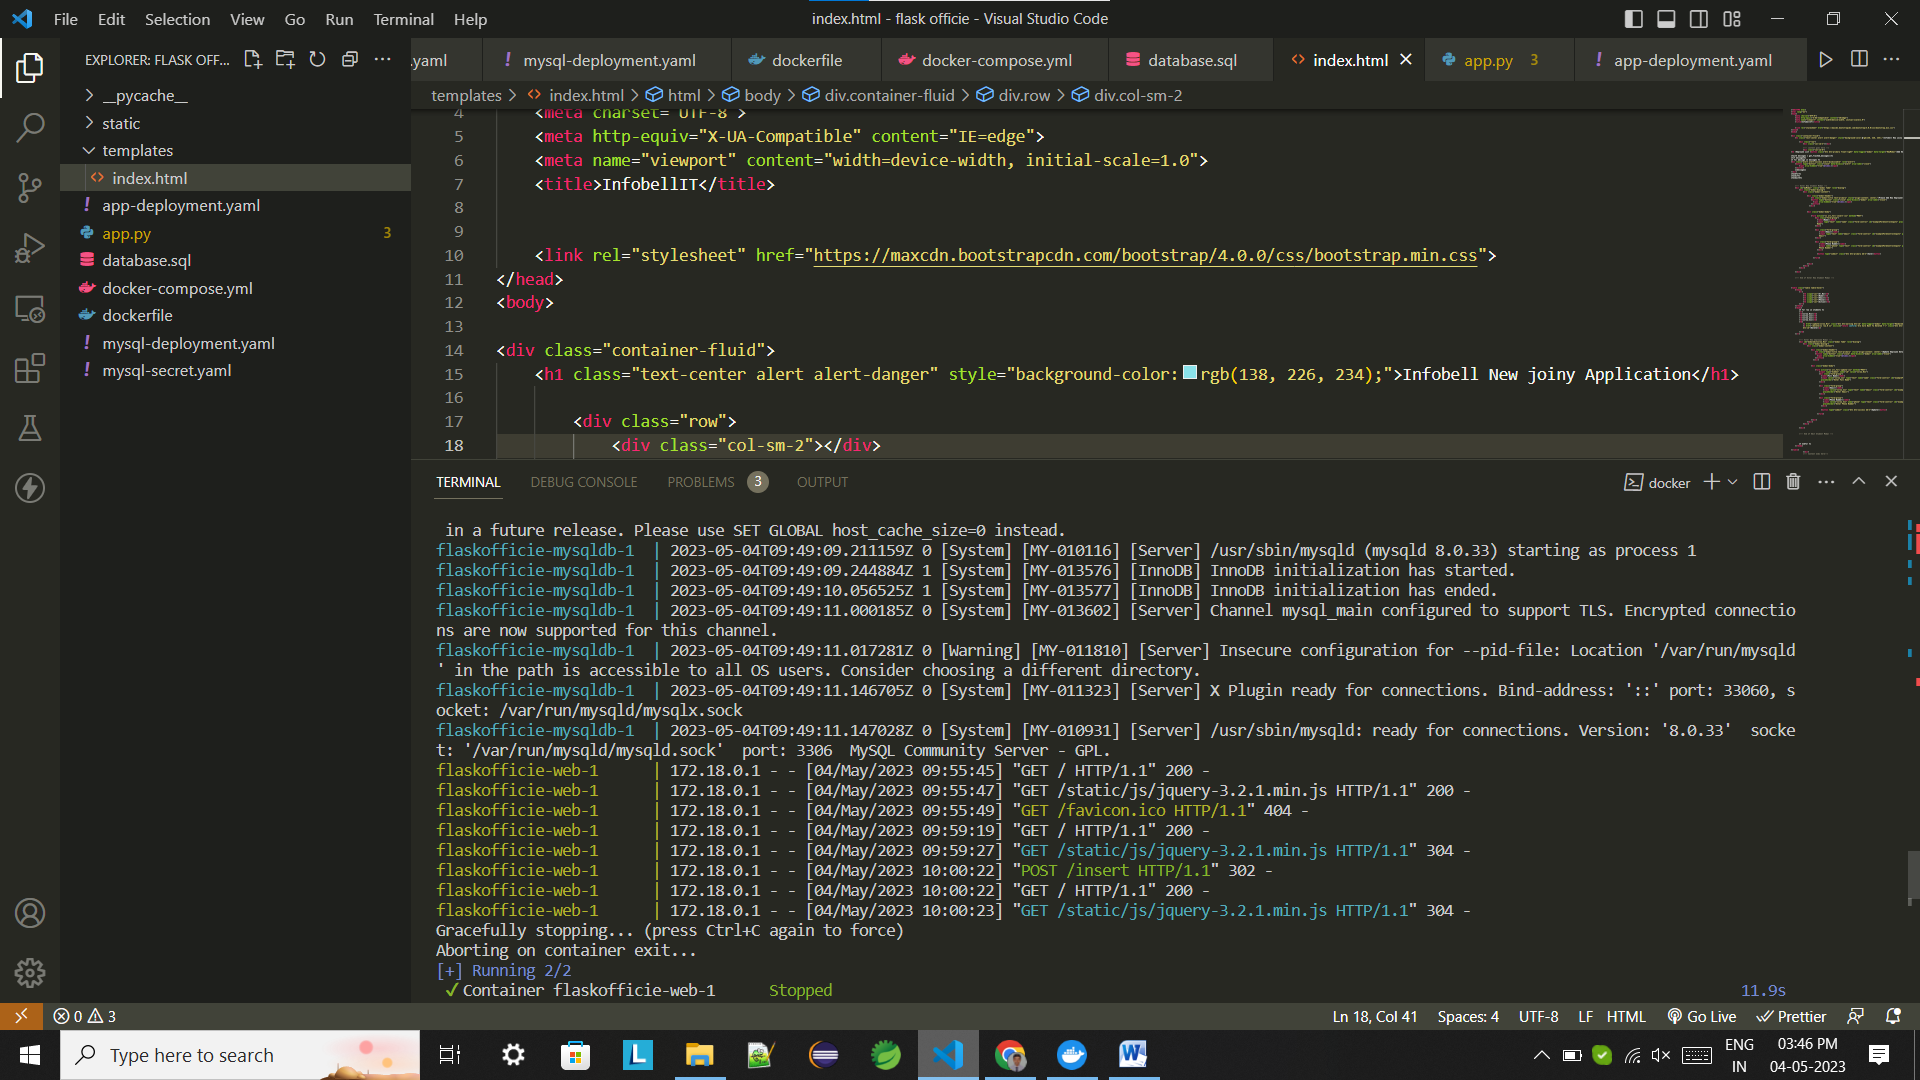 File Edit Selection View Go Run Terminal Help
index.html - flask officie - Visual Studio Code
EXPLORER: FLASK OFF...
.yaml
! mysql-deployment.yaml
dockerfile
docker-compose.yml
database.sql
<> index.html
app.py 3
! app-deployment.yaml
templates > <> index.html > html > body > div.container-fluid > div.row > div.col-sm-2
__pycache__
static
templates
<> index.html
! app-deployment.yaml
app.py 3
database.sql
docker-compose.yml
dockerfile
! mysql-deployment.yaml
! mysql-secret.yaml
4 <meta charset="UTF-8">
5 <meta http-equiv="X-UA-Compatible" content="IE=edge">
6 <meta name="viewport" content="width=device-width, initial-scale=1.0">
7 <title>InfobellIT</title>
8
9
10 <link rel="stylesheet" href="https://maxcdn.bootstrapcdn.com/bootstrap/4.0.0/css/bootstrap.min.css">
11 </head>
12 <body>
13
14 <div class="container-fluid">
15 <h1 class="text-center alert alert-danger" style="background-color: rgb(138, 226, 234);">Infobell New joiny Application</h1>
16
17 <div class="row">
18 <div class="col-sm-2"></div>
TERMINAL DEBUG CONSOLE PROBLEMS 3 OUTPUT
docker
in a future release. Please use SET GLOBAL host_cache_size=0 instead.
flaskofficie-mysqldb-1 | 2023-05-04T09:49:09.211159Z 0 [System] [MY-010116] [Server] /usr/sbin/mysqld (mysqld 8.0.33) starting as process 1
flaskofficie-mysqldb-1 | 2023-05-04T09:49:09.244884Z 1 [System] [MY-013576] [InnoDB] InnoDB initialization has started.
flaskofficie-mysqldb-1 | 2023-05-04T09:49:10.056525Z 1 [System] [MY-013577] [InnoDB] InnoDB initialization has ended.
flaskofficie-mysqldb-1 | 2023-05-04T09:49:11.000185Z 0 [System] [MY-013602] [Server] Channel mysql_main configured to support TLS. Encrypted connectio
ns are now supported for this channel.
flaskofficie-mysqldb-1 | 2023-05-04T09:49:11.017281Z 0 [Warning] [MY-011810] [Server] Insecure configuration for --pid-file: Location '/var/run/mysqld
' in the path is accessible to all OS users. Consider choosing a different directory.
flaskofficie-mysqldb-1 | 2023-05-04T09:49:11.146705Z 0 [System] [MY-011323] [Server] X Plugin ready for connections. Bind-address: '::' port: 33060, s
ocket: /var/run/mysqld/mysqlx.sock
flaskofficie-mysqldb-1 | 2023-05-04T09:49:11.147028Z 0 [System] [MY-010931] [Server] /usr/sbin/mysqld: ready for connections. Version: '8.0.33' socke
t: '/var/run/mysqld/mysqld.sock' port: 3306 MySQL Community Server - GPL.
flaskofficie-web-1 | 172.18.0.1 - - [04/May/2023 09:55:45] "GET / HTTP/1.1" 200 -
flaskofficie-web-1 | 172.18.0.1 - - [04/May/2023 09:55:47] "GET /static/js/jquery-3.2.1.min.js HTTP/1.1" 200 -
flaskofficie-web-1 | 172.18.0.1 - - [04/May/2023 09:55:49] "GET /favicon.ico HTTP/1.1" 404 -
flaskofficie-web-1 | 172.18.0.1 - - [04/May/2023 09:59:19] "GET / HTTP/1.1" 200 -
flaskofficie-web-1 | 172.18.0.1 - - [04/May/2023 09:59:27] "GET /static/js/jquery-3.2.1.min.js HTTP/1.1" 304 -
flaskofficie-web-1 | 172.18.0.1 - - [04/May/2023 10:00:22] "POST /insert HTTP/1.1" 302 -
flaskofficie-web-1 | 172.18.0.1 - - [04/May/2023 10:00:22] "GET / HTTP/1.1" 200 -
flaskofficie-web-1 | 172.18.0.1 - - [04/May/2023 10:00:23] "GET /static/js/jquery-3.2.1.min.js HTTP/1.1" 304 -
Gracefully stopping... (press Ctrl+C again to force)
Aborting on container exit...
[+] Running 2/2
✓ Container flaskofficie-web-1 Stopped 11.9s
0 3
Ln 18, Col 41 Spaces: 4 UTF-8 LF HTML Go Live Prettier
Type here to search
L
W
ENG
IN
03:46 PM
04-05-2023